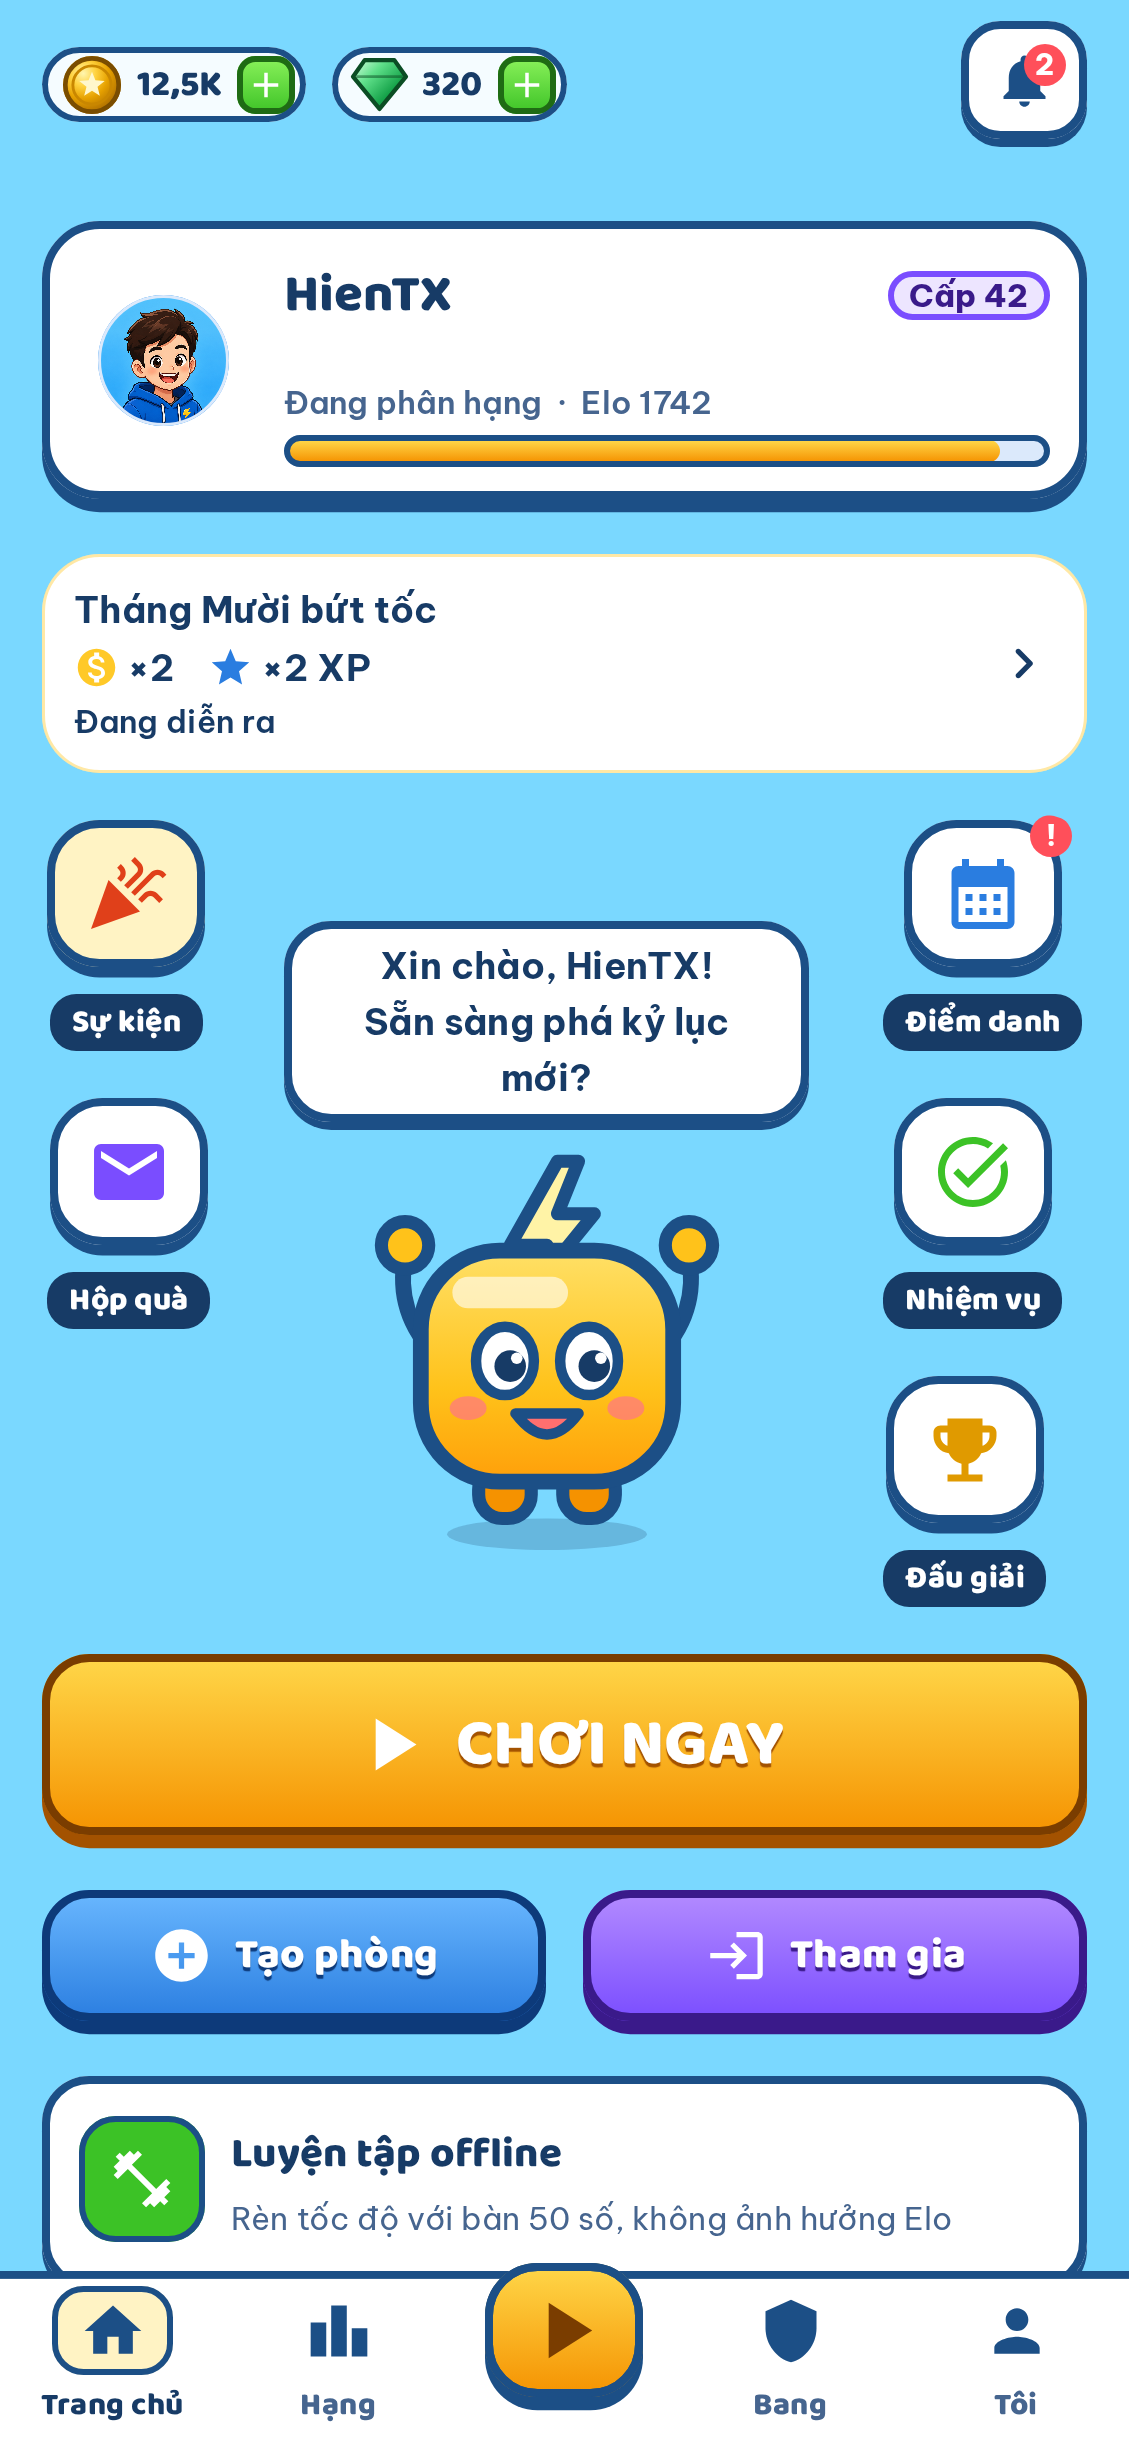 12,5K
320
2
HienTX
Cấp 42
Đang phân hạng · Elo 1742
Tháng Mười bứt tốc
×2 ×2 XP
Đang diễn ra
!
Xin chào, HienTX!
Sẵn sàng phá kỷ lục
mới?
Sự kiện
Điểm danh
Hộp quà
Nhiệm vụ
Đấu giải
CHƠI NGAY
Tạo phòng
Tham gia
Luyện tập offline
Rèn tốc độ với bàn 50 số, không ảnh hưởng Elo
Trang chủ
Hạng
Bang
Tôi